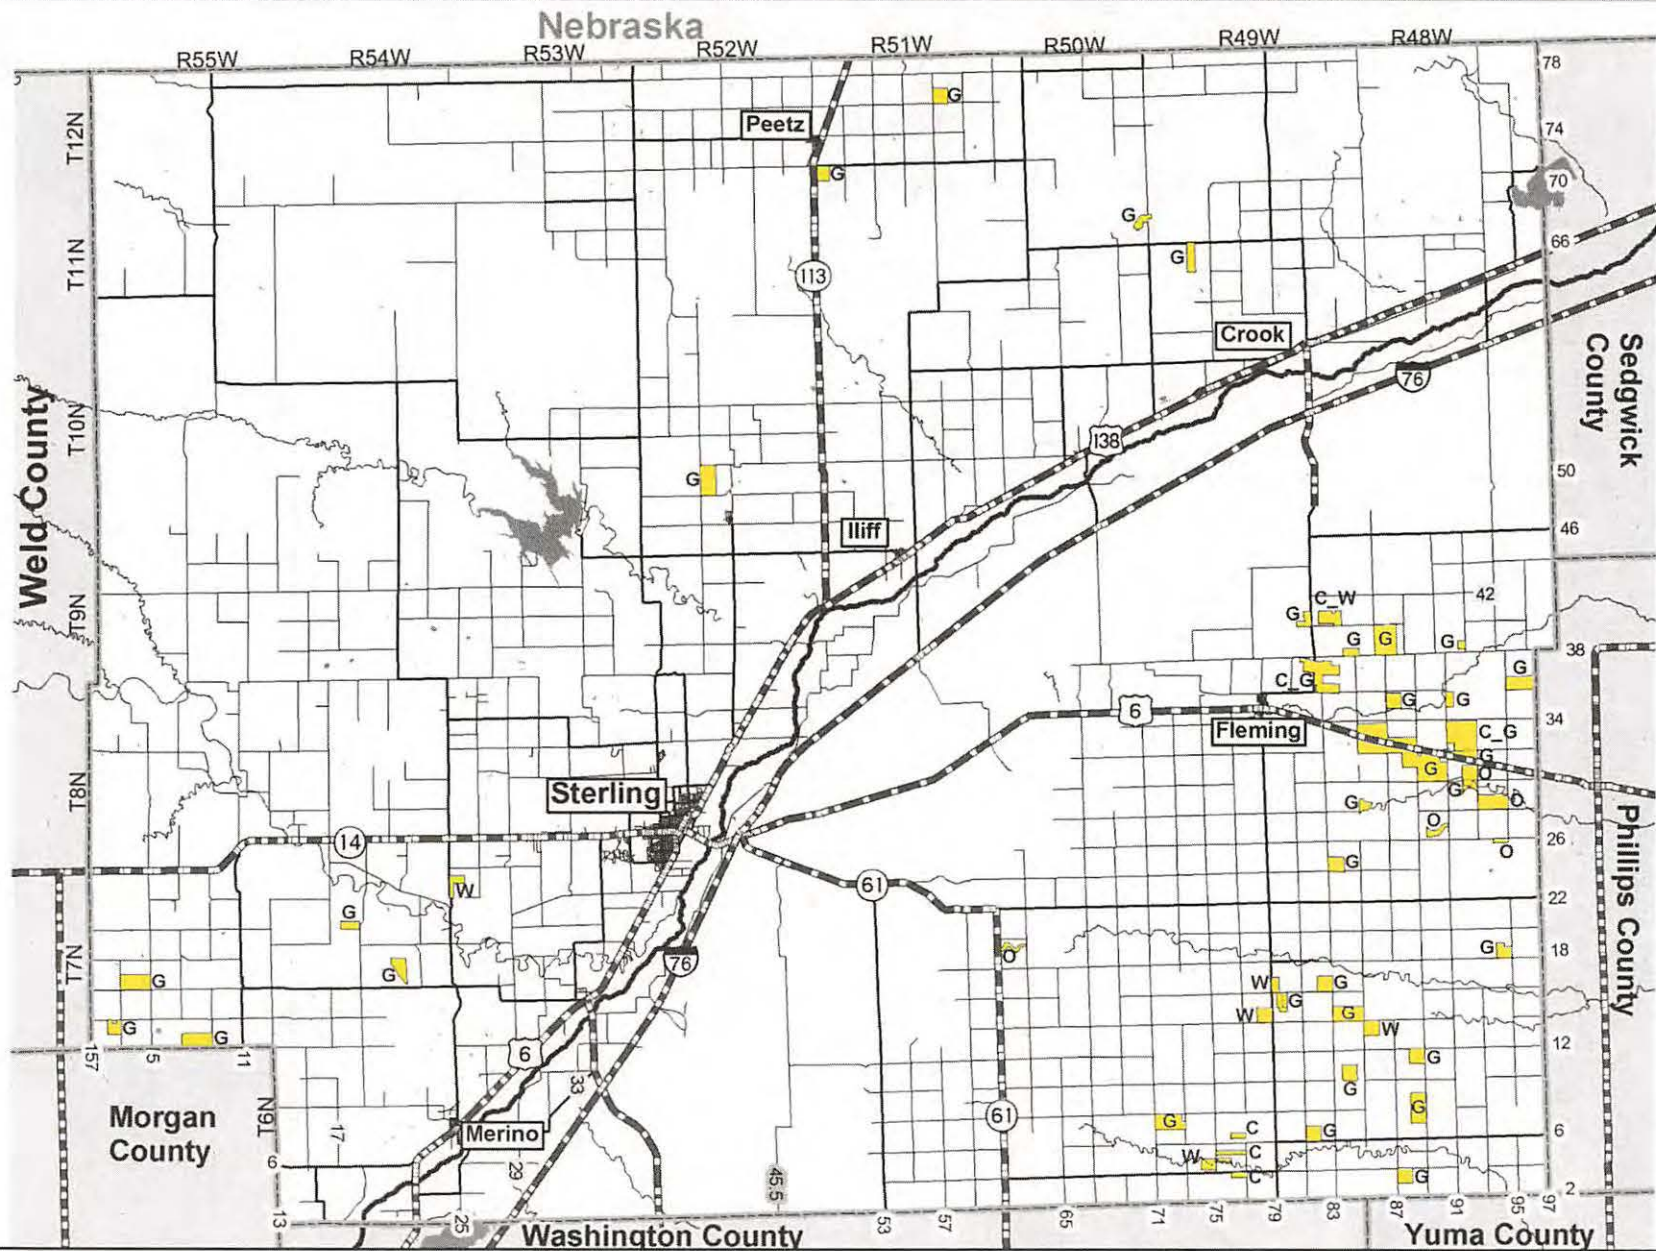 Nebraska
R55W
R54W
R53W
R52W
R51W
R50W
R49W
R48W
78
T12N
Peetz
G
74
G
70
G
66
T11N
G
113
Crook
Sedgwick
County
76
Weld County
T10N
138
50
G
Iliff
46
T9N
C_W
42
G
G
G
G
38
C_G
G
6
G
G
34
Fleming
C_G
G
G
O
Sterling
G
O
T8N
G
O
14
26
O
G
Phillips County
61
W
22
G
G
18
T7N
76
O
G
G
W
G
G
W
G
W
G
G
12
6
G
157
5
11
33
G
G
Morgan
County
T6N
61
G
17
Merino
C
G
6
6
29
W
C
45.5
C
G
2
13
25
53
57
65
71
75
79
83
87
91
95
97
Washington County
Yuma County